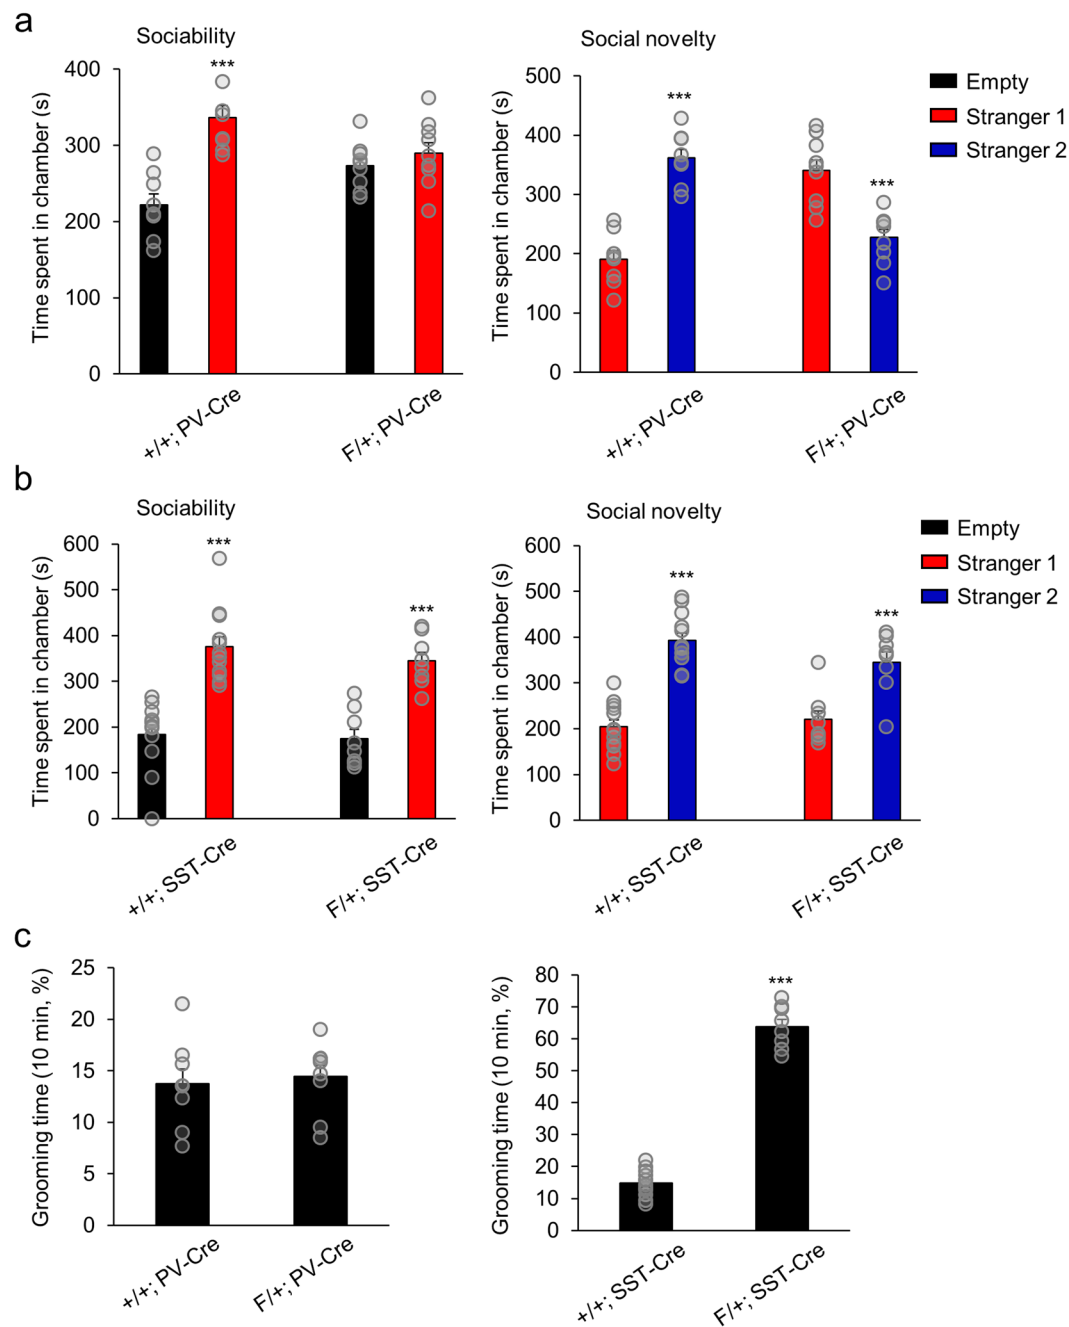 a
Sociability
Social novelty
***
400
300
200
100
0
Time spent in chamber (s)
+/+; PV-Cre
F/+; PV-Cre
***
***
500
400
300
200
100
0
Time spent in chamber (s)
+/+; PV-Cre
F/+; PV-Cre
Empty
Stranger 1
Stranger 2
b
Sociability
Social novelty
***
***
600
500
400
300
200
100
0
Time spent in chamber (s)
+/+; SST-Cre
F/+; SST-Cre
***
***
600
500
400
300
200
100
0
Time spent in chamber (s)
+/+; SST-Cre
F/+; SST-Cre
Empty
Stranger 1
Stranger 2
c
25
20
15
10
5
0
Grooming time (10 min, %)
+/+; PV-Cre
F/+; PV-Cre
***
80
70
60
50
40
30
20
10
0
Grooming time (10 min, %)
+/+; SST-Cre
F/+; SST-Cre